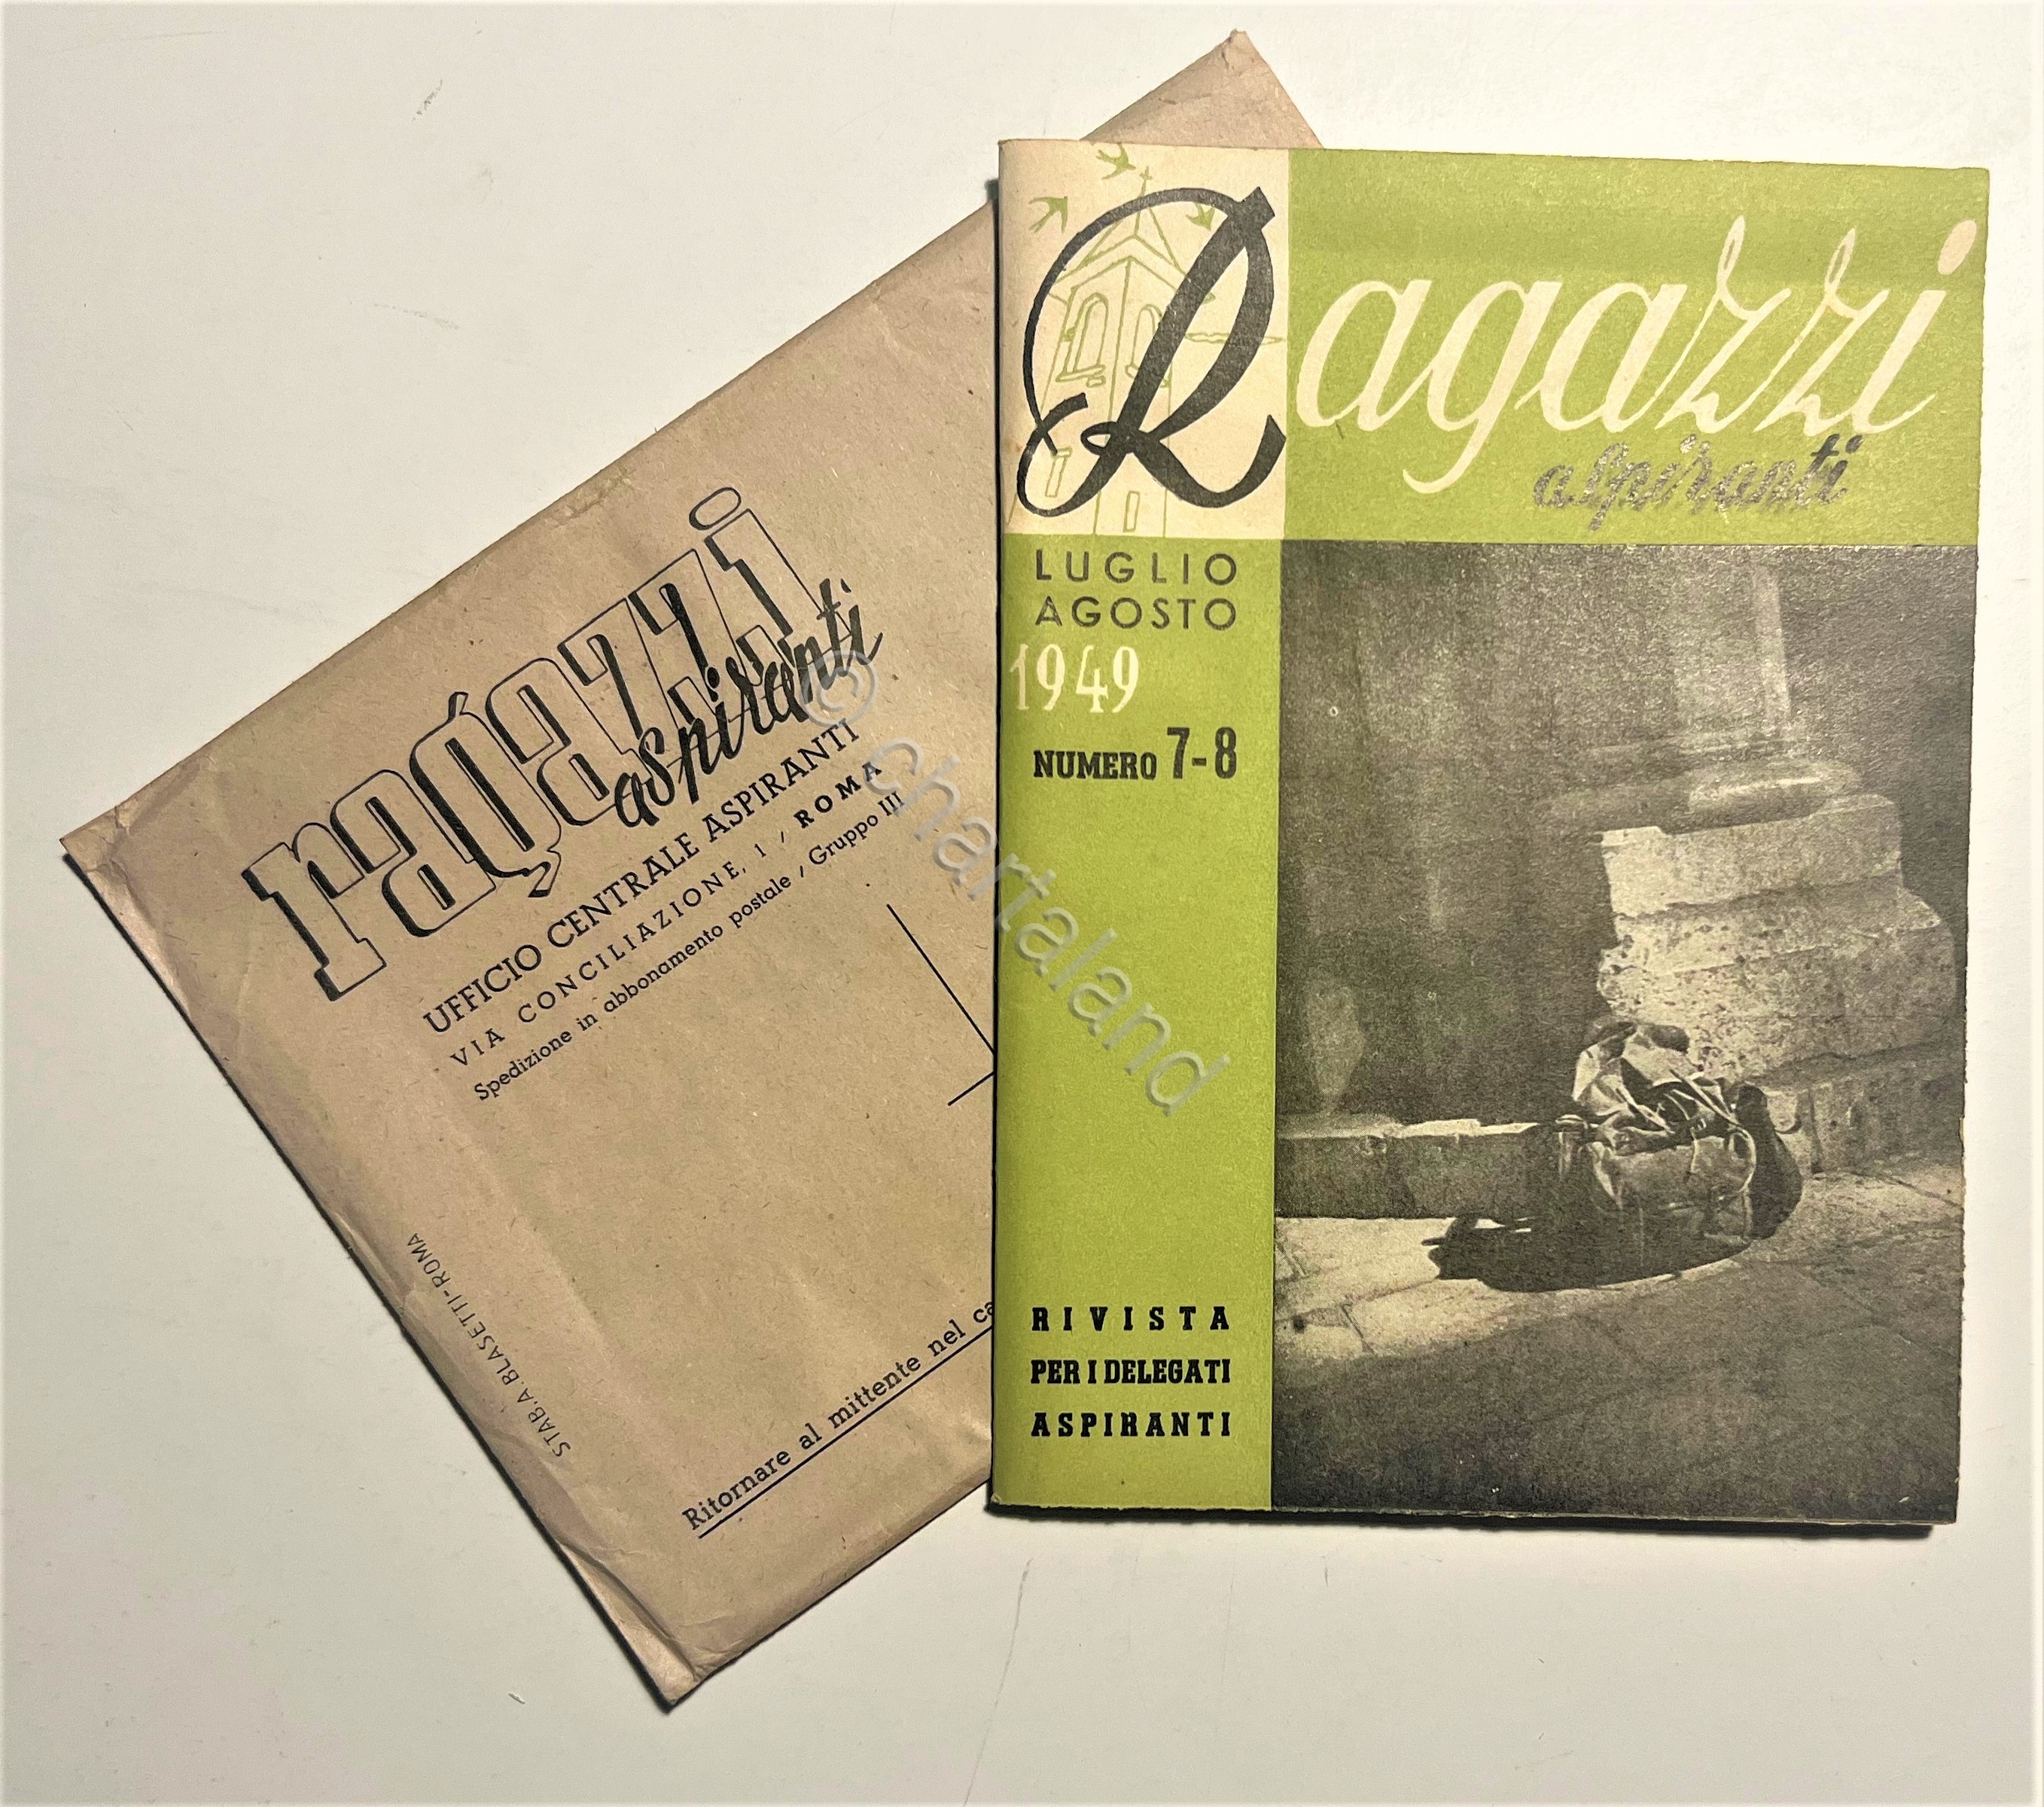 ragazzi
aspiranti
UFFICIO CENTRALE ASPIRANTI
VIA CONCILIAZIONE, 1 / ROMA
Spedizione in abbonamento postale / Gruppo III
STAB. A. BLASETTI-ROMA
Ritornare al mittente nel
Ragazzi
aspiranti
LUGLIO
AGOSTO
1949
NUMERO 7-8
RIVISTA
PER I DELEGATI
ASPIRANTI
© chartaland